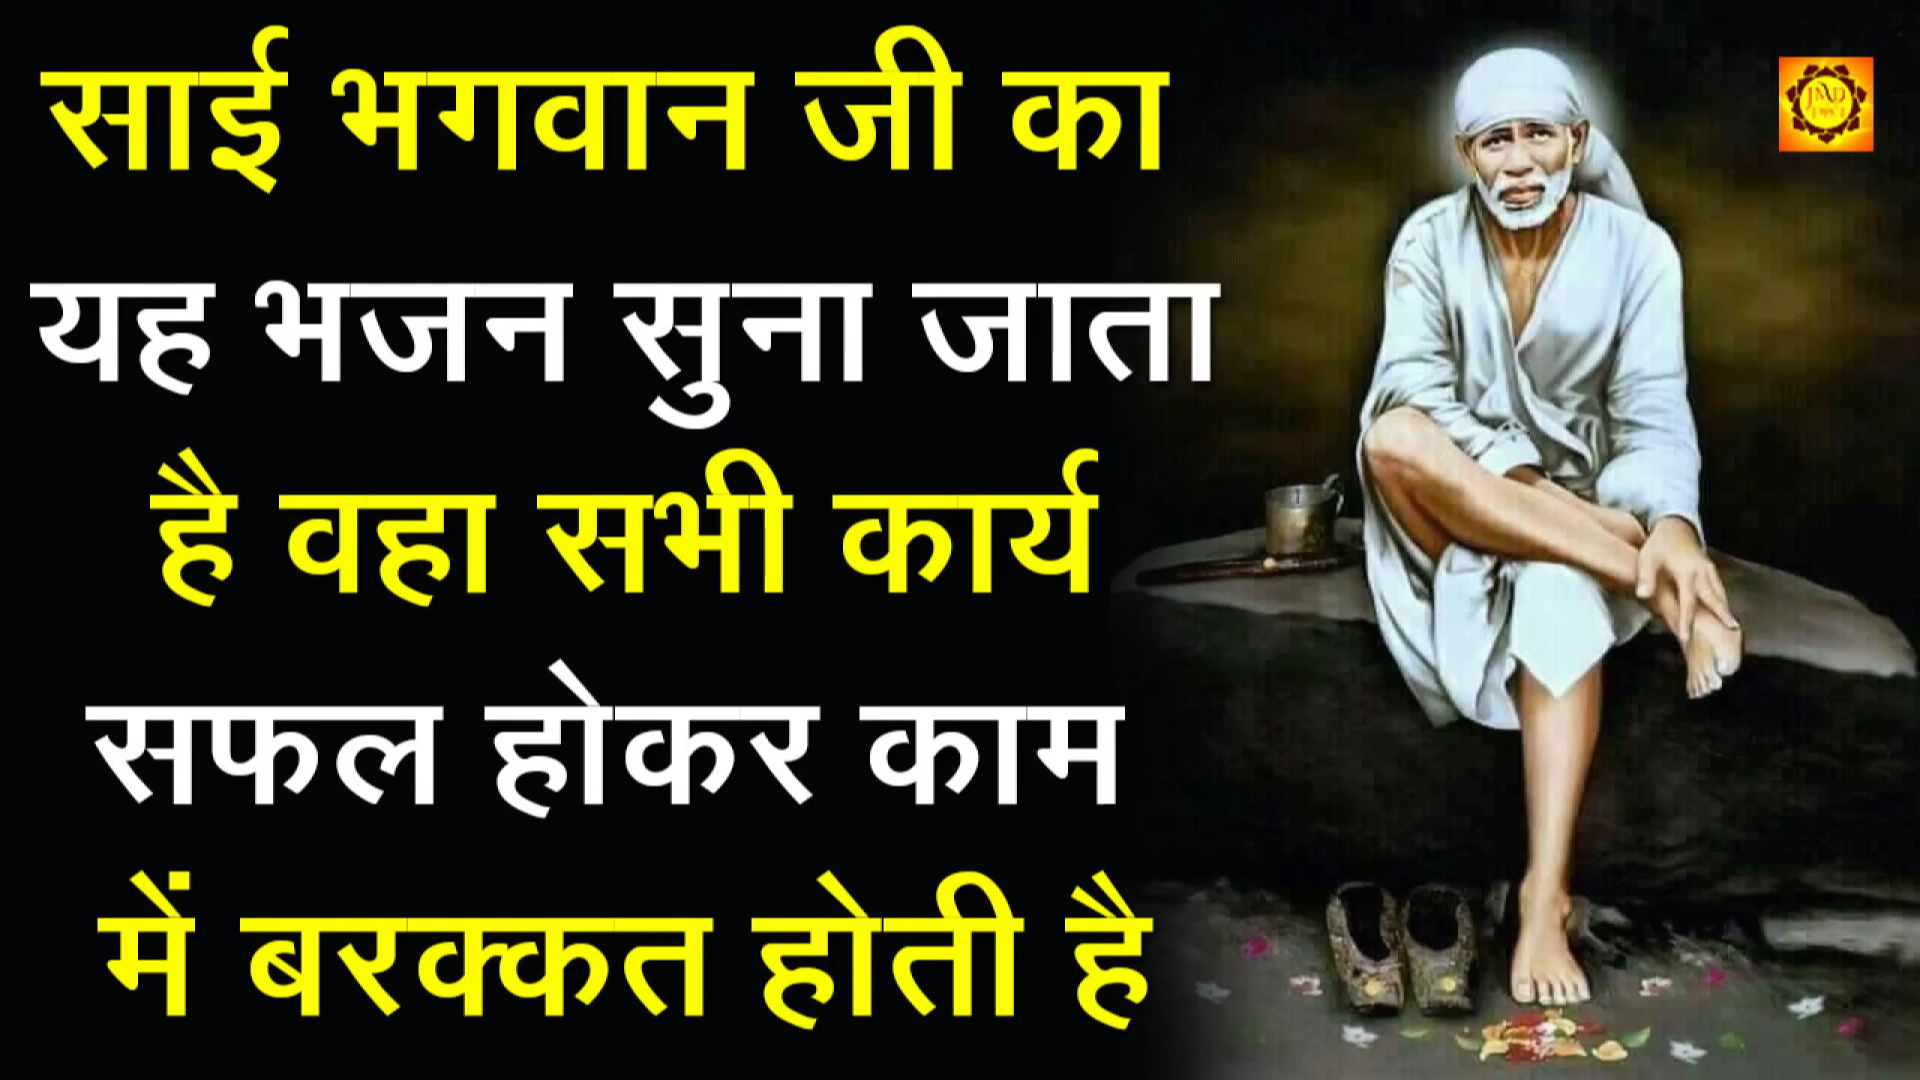 साई भगवान जी का
यह भजन सुना जाता
है वहा सभी कार्य
सफल होकर काम
में बरक्कत होती है